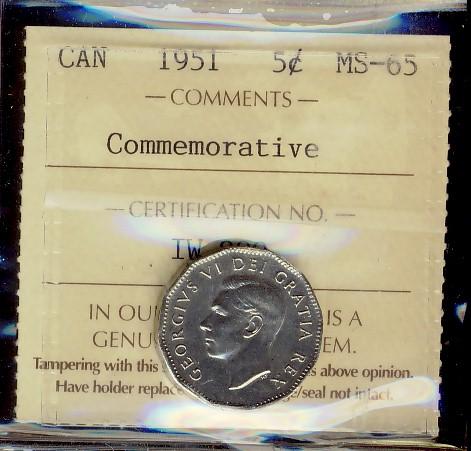 CAN 1951 5¢ MS-65
— COMMENTS —
Commemorative
— CERTIFICATION NO. —
IW
IN OU IS A
GENU EM.
Tampering with this above opinion.
Have holder replace /seal not intact.
GEORGIVS VI DEI GRATIA REX